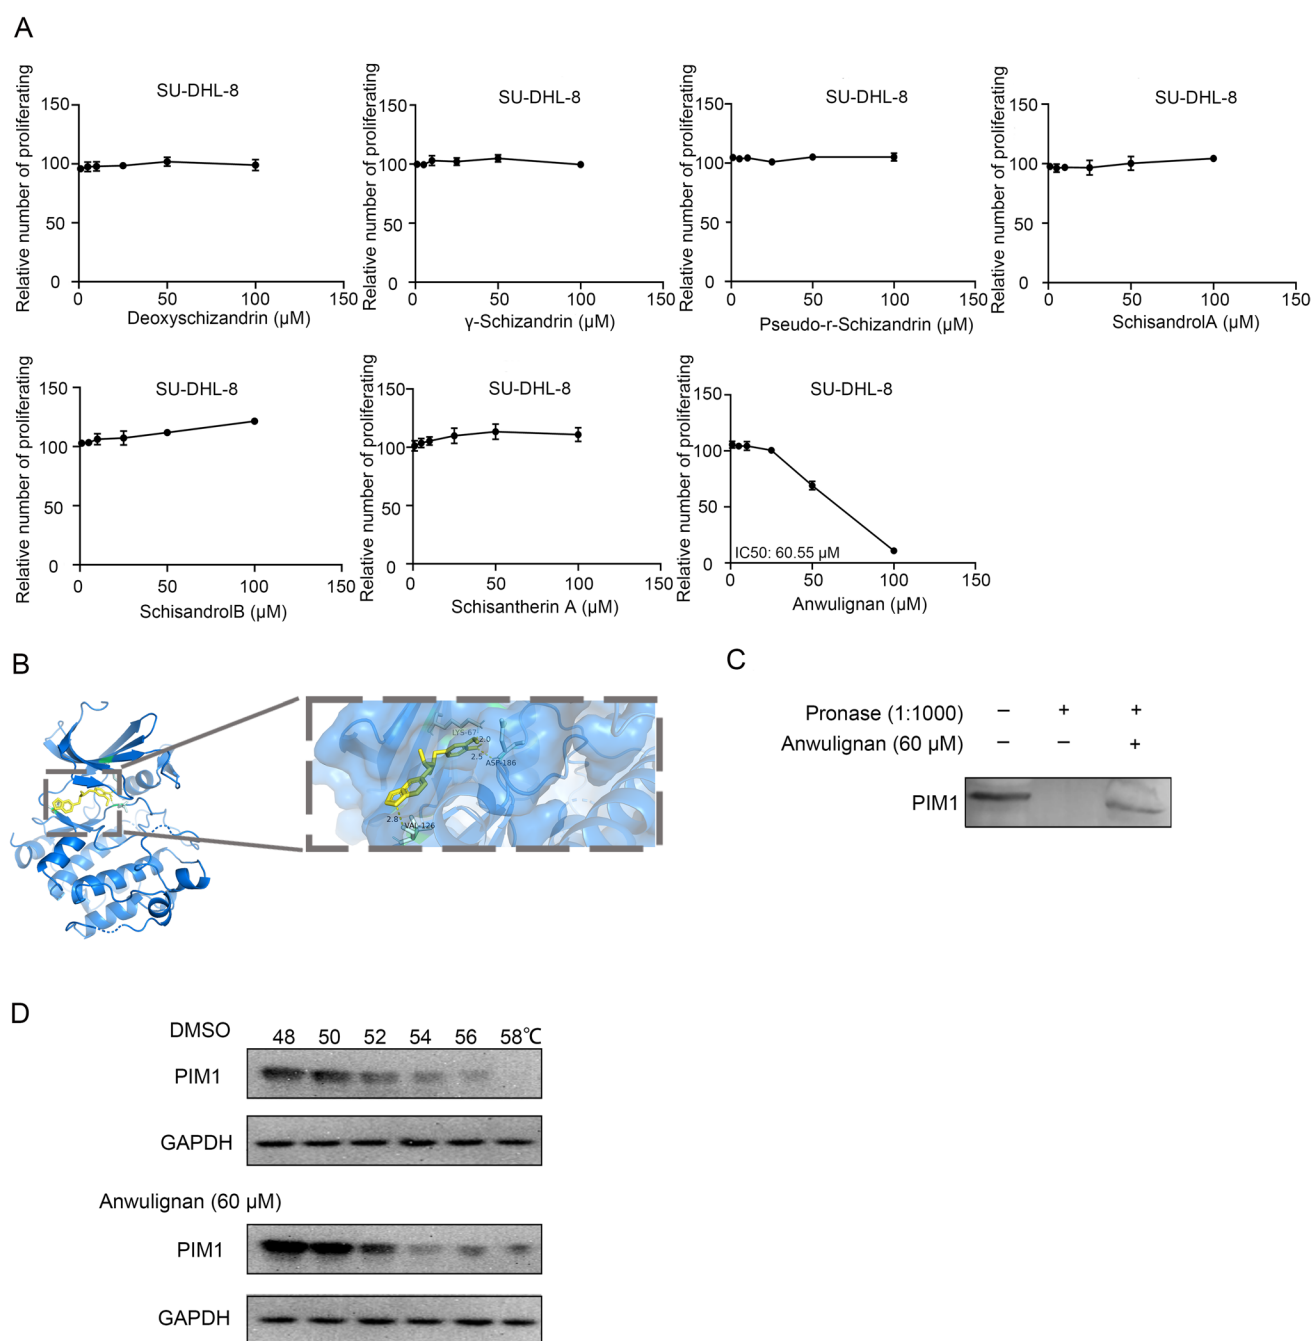 A
Relative number of proliferating
SU-DHL-8
150
100
50
0
0 50 100 150
Deoxyschizandrin (μM)
Relative number of proliferating
SU-DHL-8
150
100
50
0
0 50 100 150
γ-Schizandrin (μM)
Relative number of proliferating
SU-DHL-8
150
100
50
0
0 50 100 150
Pseudo-r-Schizandrin (μM)
Relative number of proliferating
SU-DHL-8
150
100
50
0
0 50 100 150
SchisandrolA (μM)
Relative number of proliferating
SU-DHL-8
150
100
50
0
0 50 100 150
SchisandrolB (μM)
Relative number of proliferating
SU-DHL-8
150
100
50
0
0 50 100 150
Schisantherin A (μM)
Relative number of proliferating
SU-DHL-8
150
100
50
0
IC50: 60.55 μM
0 50 100 150
Anwulignan (μM)
B
LYS-67
2.0
2.5
ASP-186
2.8
VAL-126
C
Pronase (1:1000) − + +
Anwulignan (60 μM) − − +
PIM1
D
DMSO 48 50 52 54 56 58℃
PIM1
GAPDH
Anwulignan (60 μM)
PIM1
GAPDH